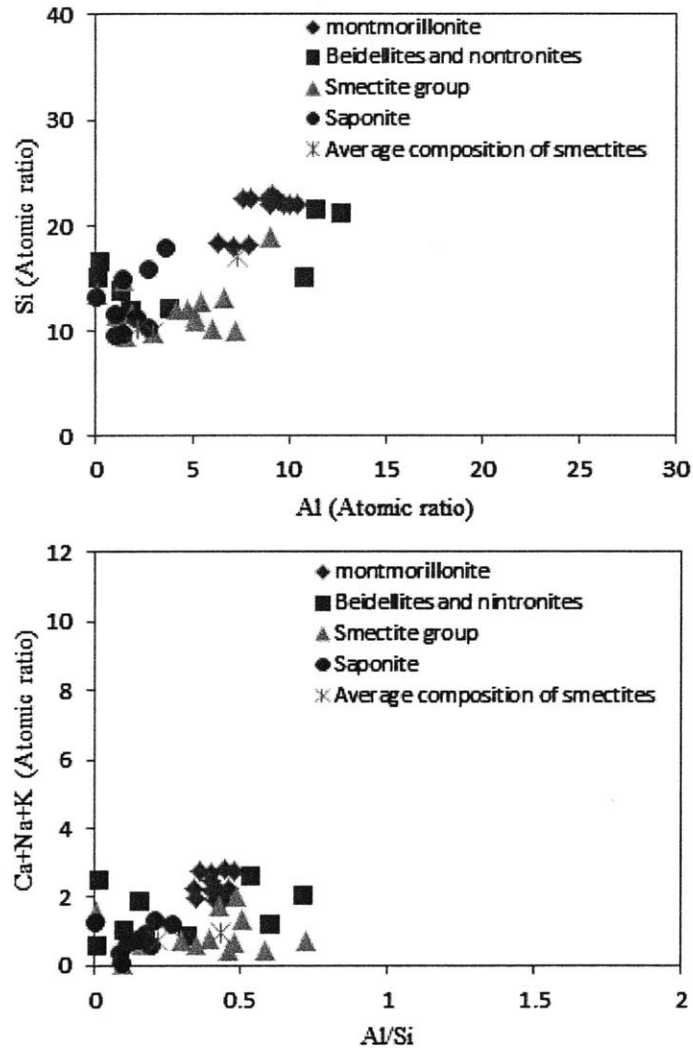 40
30
20
10
0
Si (Atomic ratio)
montmorillonite
Beidellites and nontronites
Smectite group
Saponite
Average composition of smectites
0 5 10 15 20 25 30
Al (Atomic ratio)
12
10
8
6
4
2
0
Ca+Na+K (Atomic ratio)
montmorillonite
Beidellites and nintronites
Smectite group
Saponite
Average composition of smectites
0 0.5 1 1.5 2
Al/Si